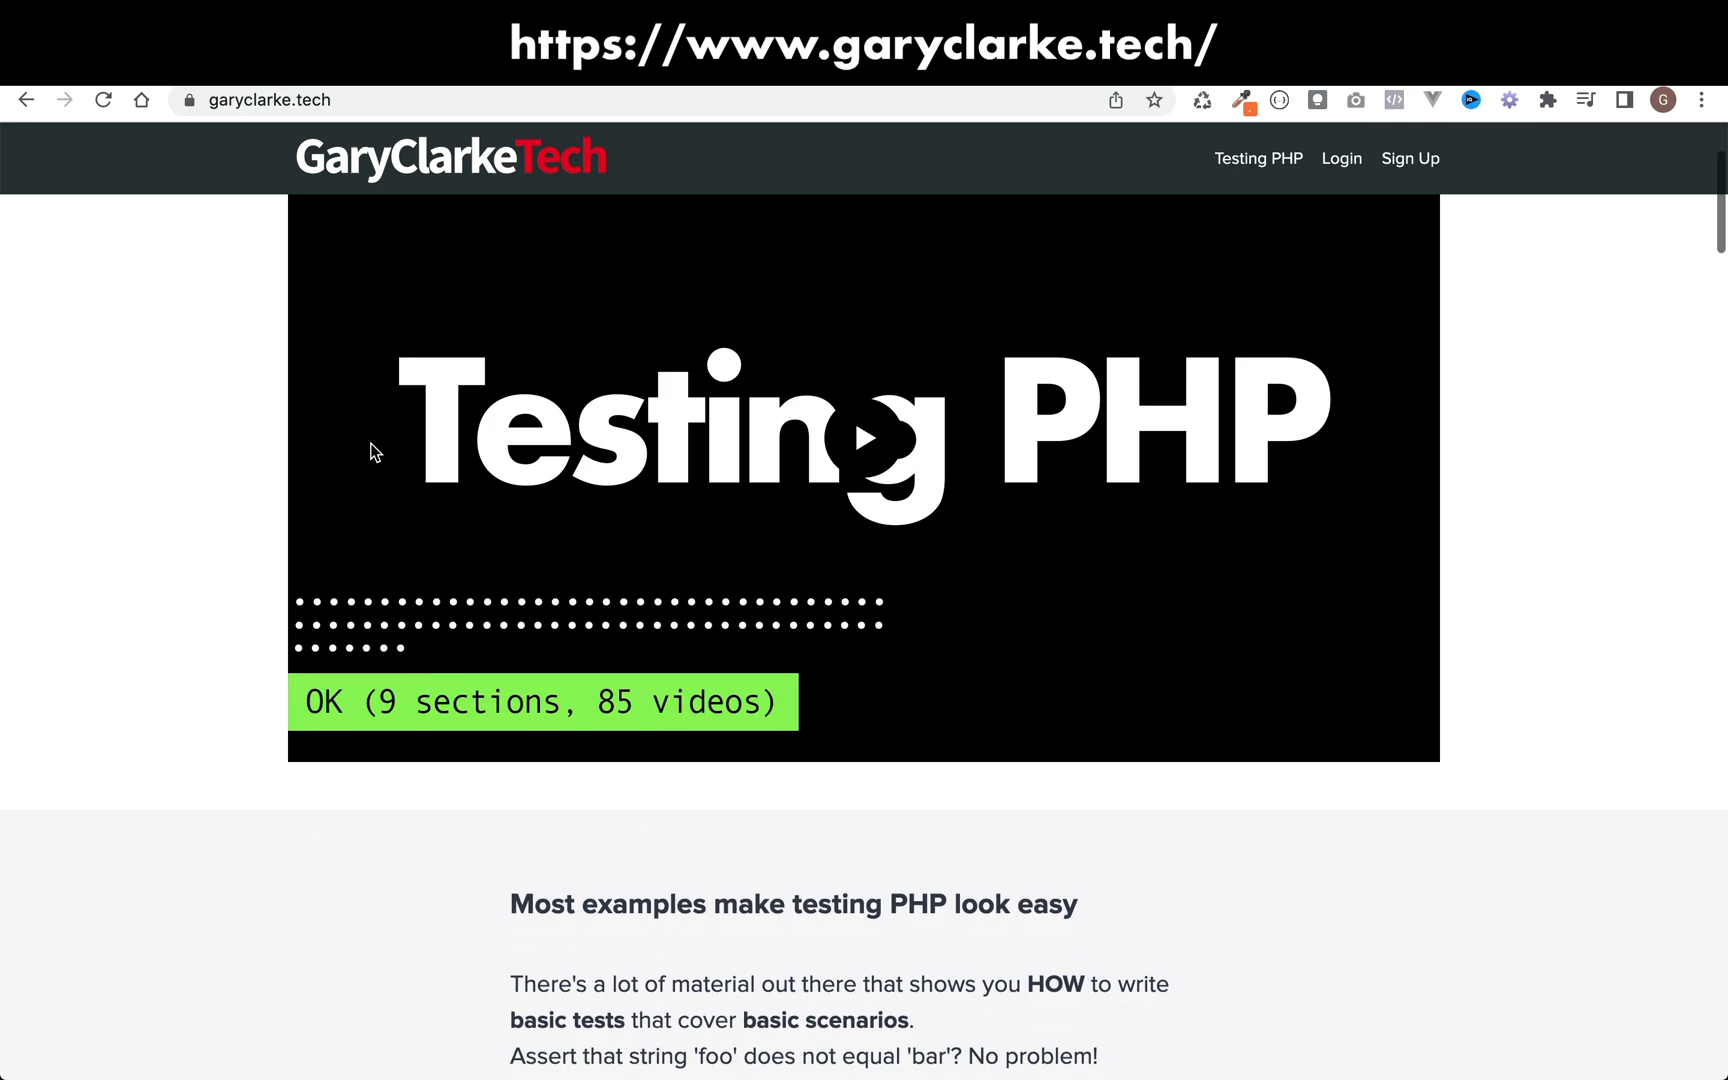 https://www.garyclarke.tech/
garyclarke.tech
G
GaryClarkeTech
Testing PHP Login Sign Up
Testing PHP
OK (9 sections, 85 videos)
Most examples make testing PHP look easy
There's a lot of material out there that shows you HOW to write
basic tests that cover basic scenarios.
Assert that string 'foo' does not equal 'bar'? No problem!